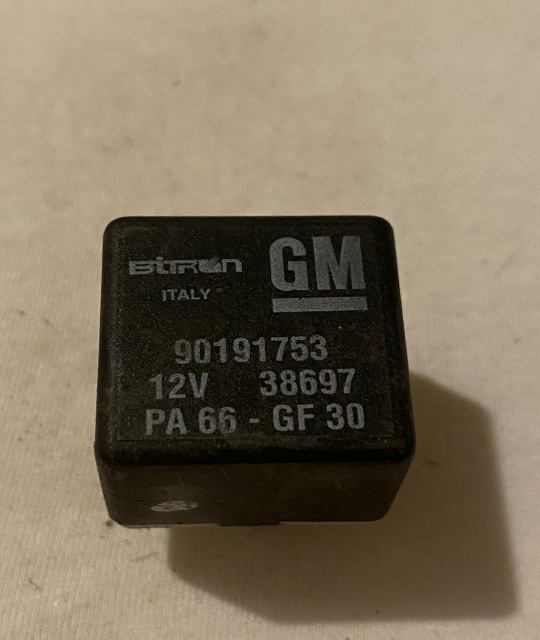 BITRON GM
ITALY
90191753
12V 38697
PA 66 - GF 30